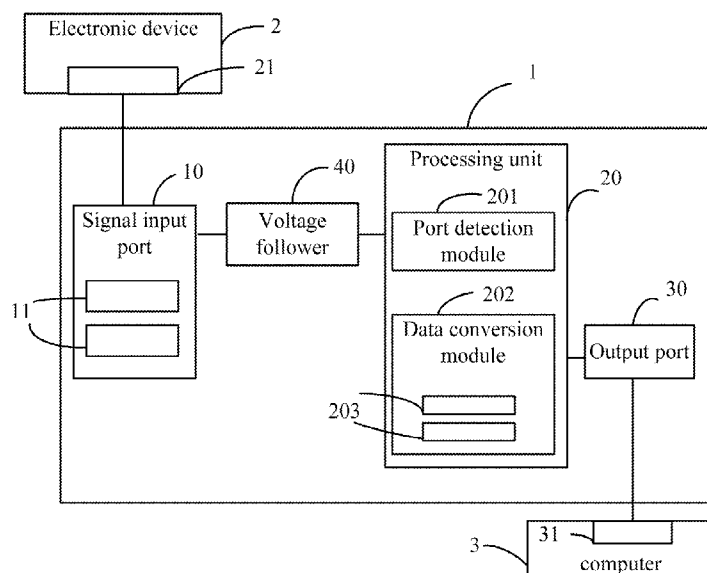 Electronic device
2
21
1
10
Signal input
port
11
40
Voltage
follower
Processing unit
20
201
Port detection
module
202
Data conversion
module
203
30
Output port
3
31
computer